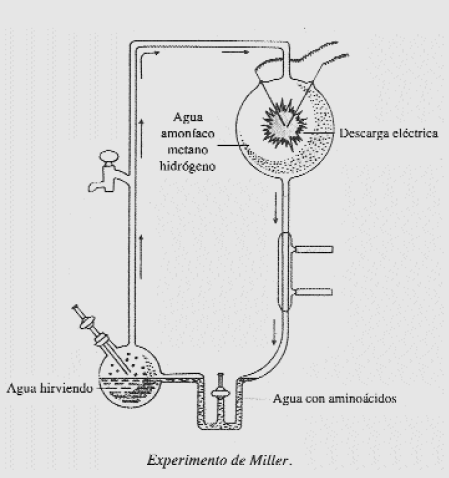 Agua
amoníaco
metano
hidrógeno
Descarga eléctrica
Agua hirviendo
Agua con aminoácidos
Experimento de Miller.